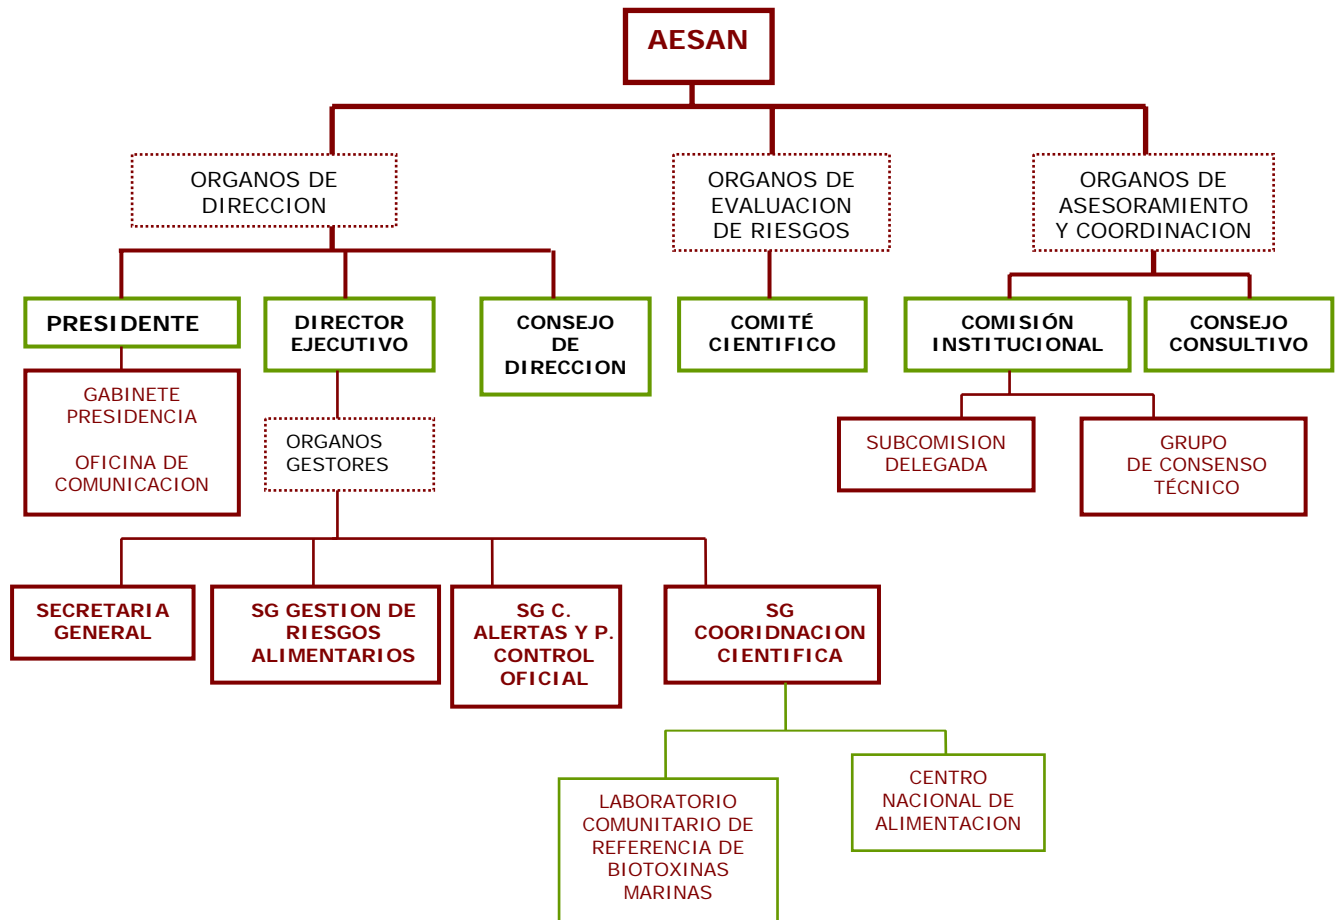 AESAN
ORGANOS DE
DIRECCION
ORGANOS DE
EVALUACION
DE RIESGOS
ORGANOS DE
ASESORAMIENTO
Y COORDINACION
PRESIDENTE
DIRECTOR
EJECUTIVO
CONSEJO
DE
DIRECCION
COMITÉ
CIENTIFICO
COMISIÓN
INSTITUCIONAL
CONSEJO
CONSULTIVO
GABINETE
PRESIDENCIA
OFICINA DE
COMUNICACION
ORGANOS
GESTORES
SUBCOMISION
DELEGADA
GRUPO
DE CONSENSO
TÉCNICO
SECRETARIA
GENERAL
SG GESTION DE
RIESGOS
ALIMENTARIOS
SG C.
ALERTAS Y P.
CONTROL
OFICIAL
SG
COORIDNACION
CIENTIFICA
LABORATORIO
COMUNITARIO DE
REFERENCIA DE
BIOTOXINAS
MARINAS
CENTRO
NACIONAL DE
ALIMENTACION